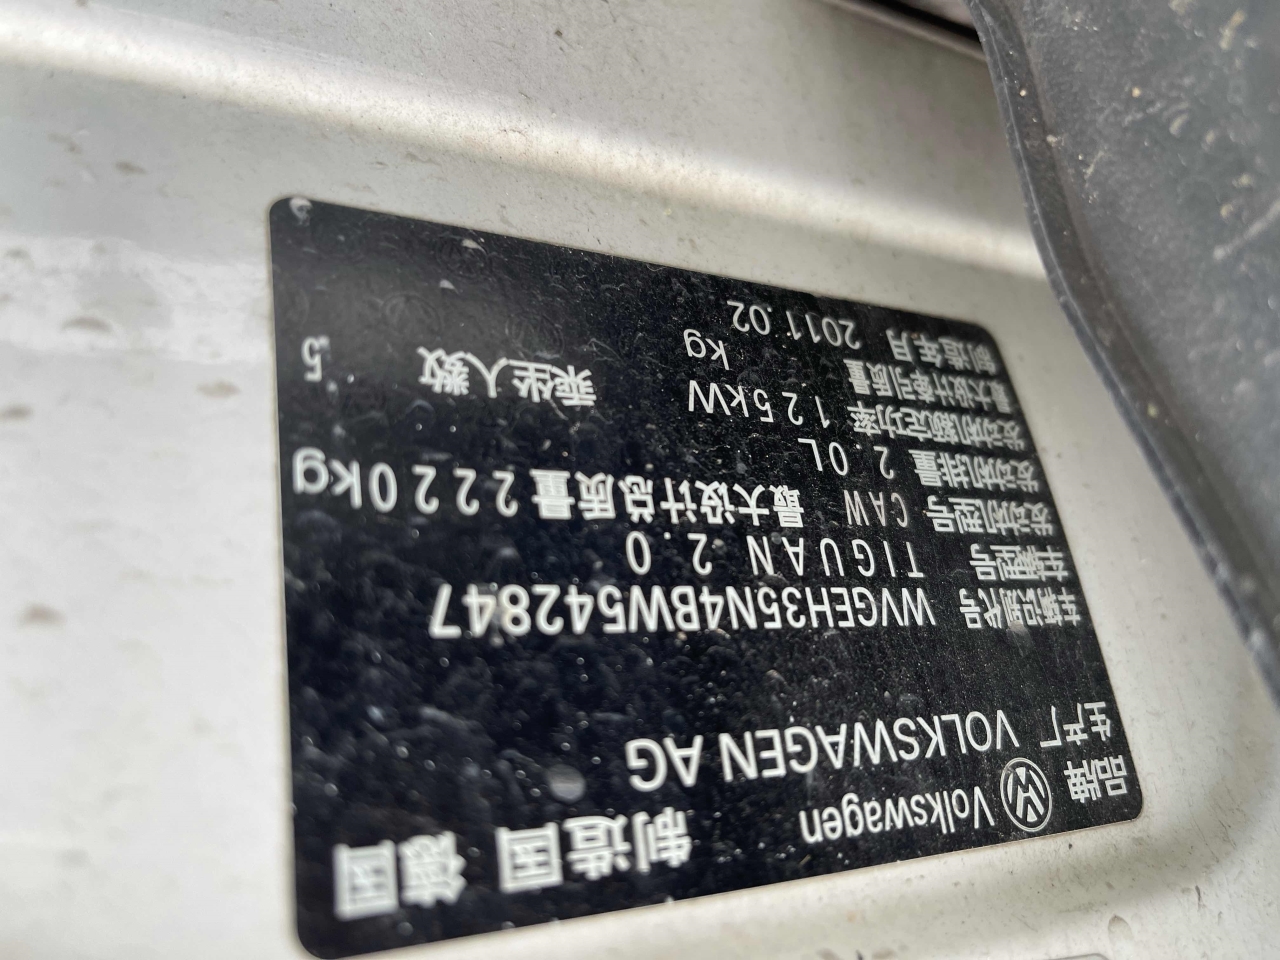 品牌 Volkswagen 制造国 德国
生产厂 VOLKSWAGEN AG
车辆识别代号 WVGEH35N4BW542847
车辆型号 TIGUAN 2.0
发动机型号 CAW 最大设计总质量 2220kg
发动机排量 2.0L
发动机额定功率 125kW 乘坐人数 5
最大设计牵引质量 kg
制造年月 2011.02